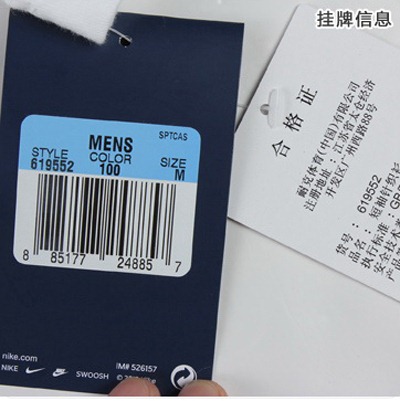 挂牌信息
SPTCAS
MENS
STYLE COLOR SIZE
619552 100 M
8 85177 24885 7
nike.com
NIKE SWOOSH
IM# 526157
合格证
耐克体育(中国)有限公司
注册地址: 江苏省太仓经济
开发区广州西路88号
货号: 619552
品名: 短袖针织衫
执行标准: GB
安全技术